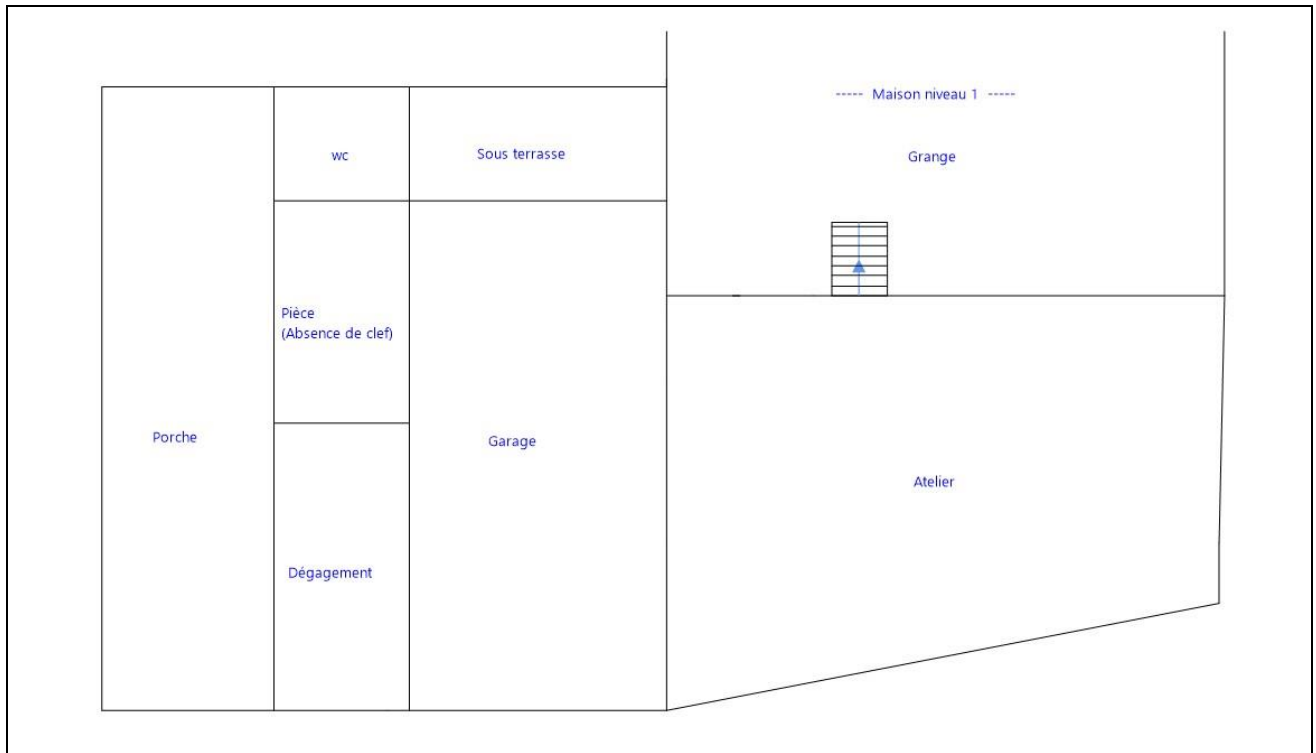 ----- Maison niveau 1 -----
wc
Sous terrasse
Grange
Pièce
(Absence de clef)
Porche
Garage
Atelier
Dégagement